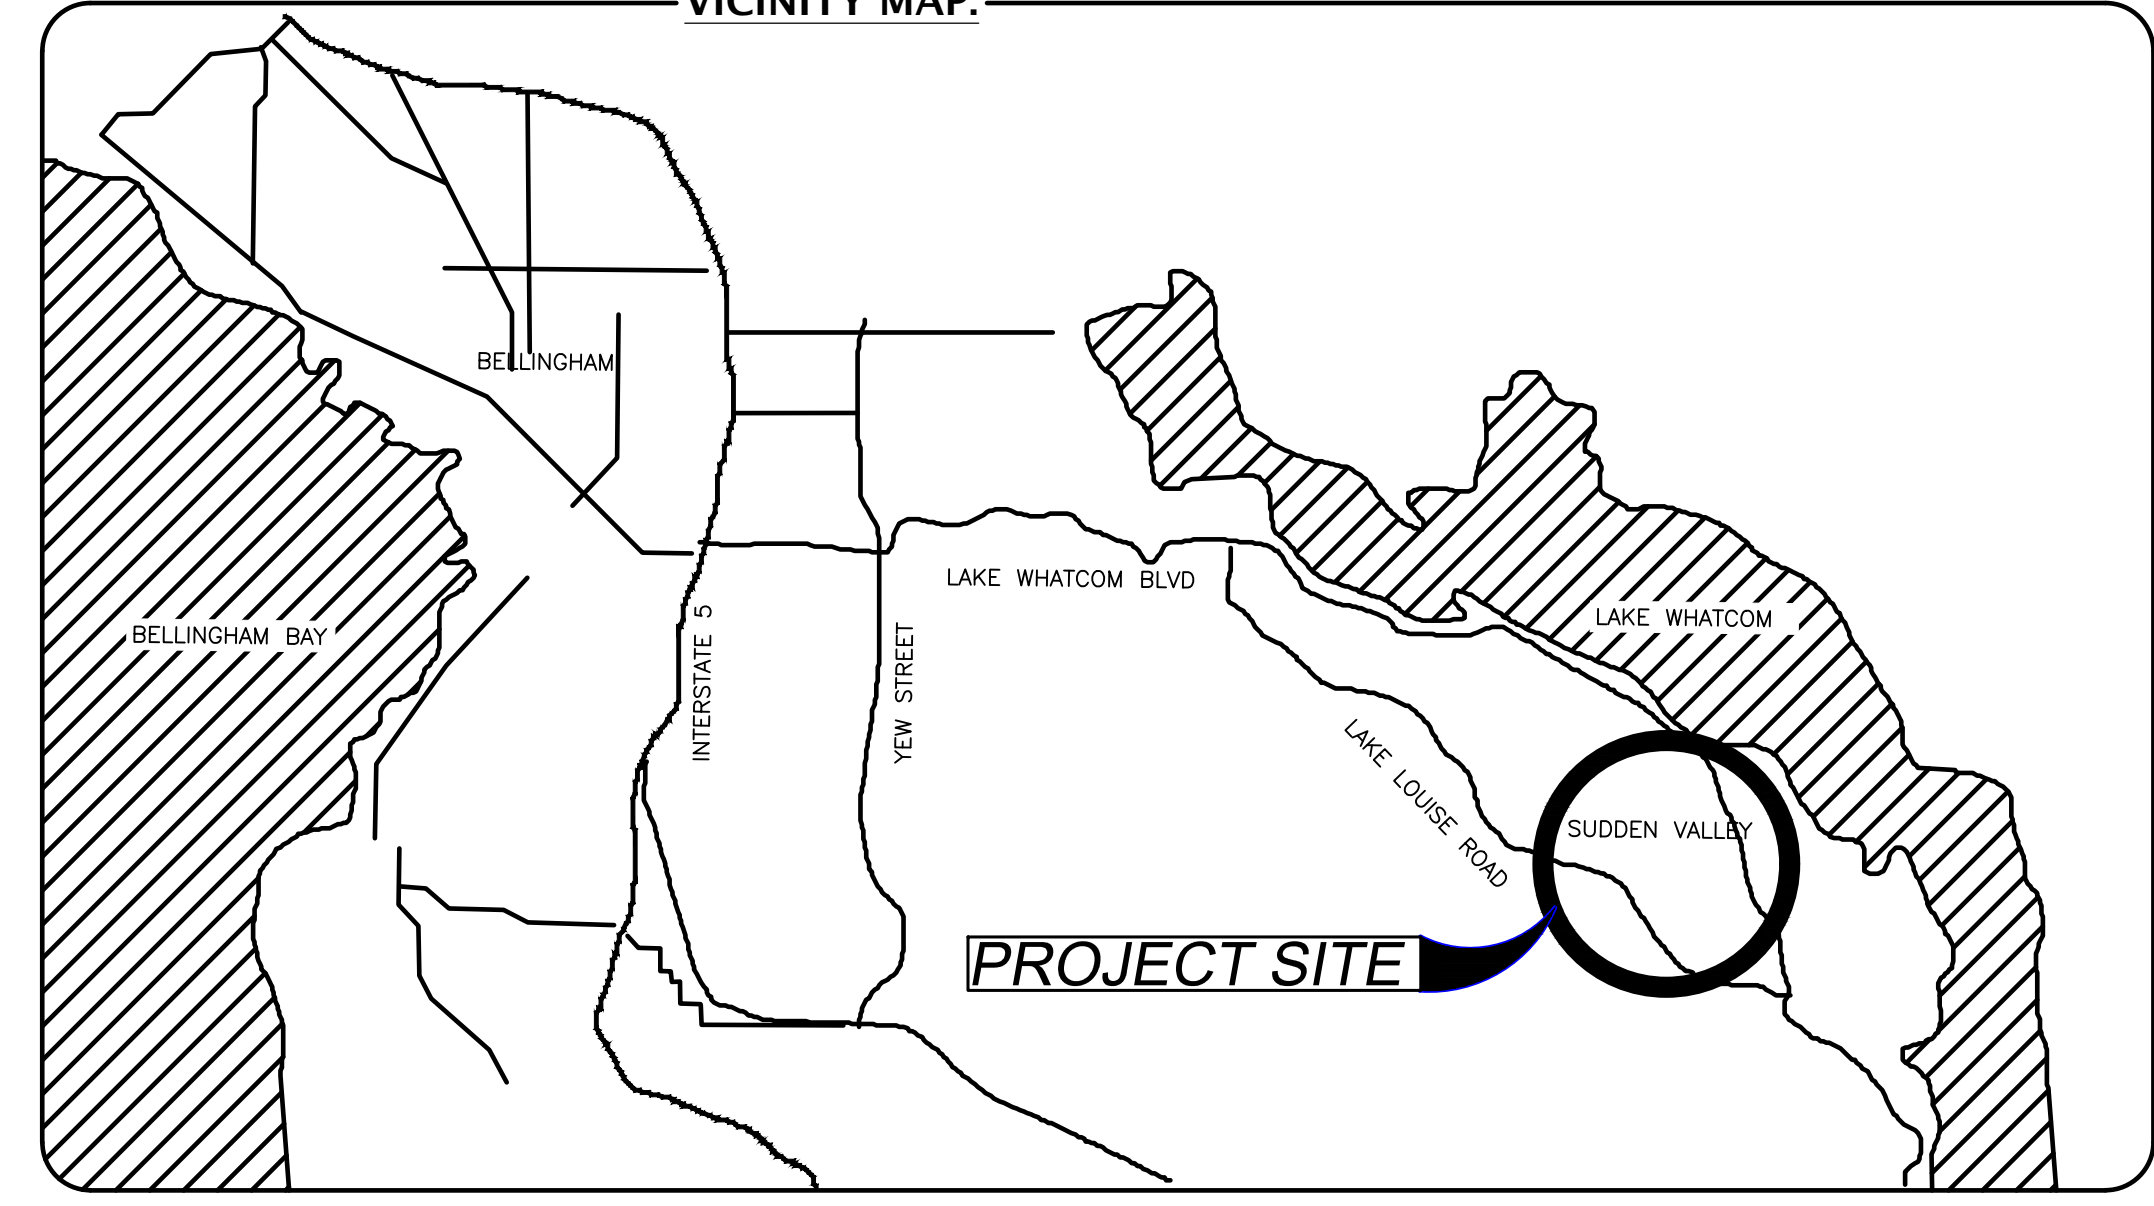 VICINITY MAP:
BELLINGHAM
LAKE WHATCOM BLVD
LAKE WHATCOM
BELLINGHAM BAY
INTERSTATE 5
YEW STREET
LAKE LOUISE ROAD
SUDDEN VALLEY
PROJECT SITE